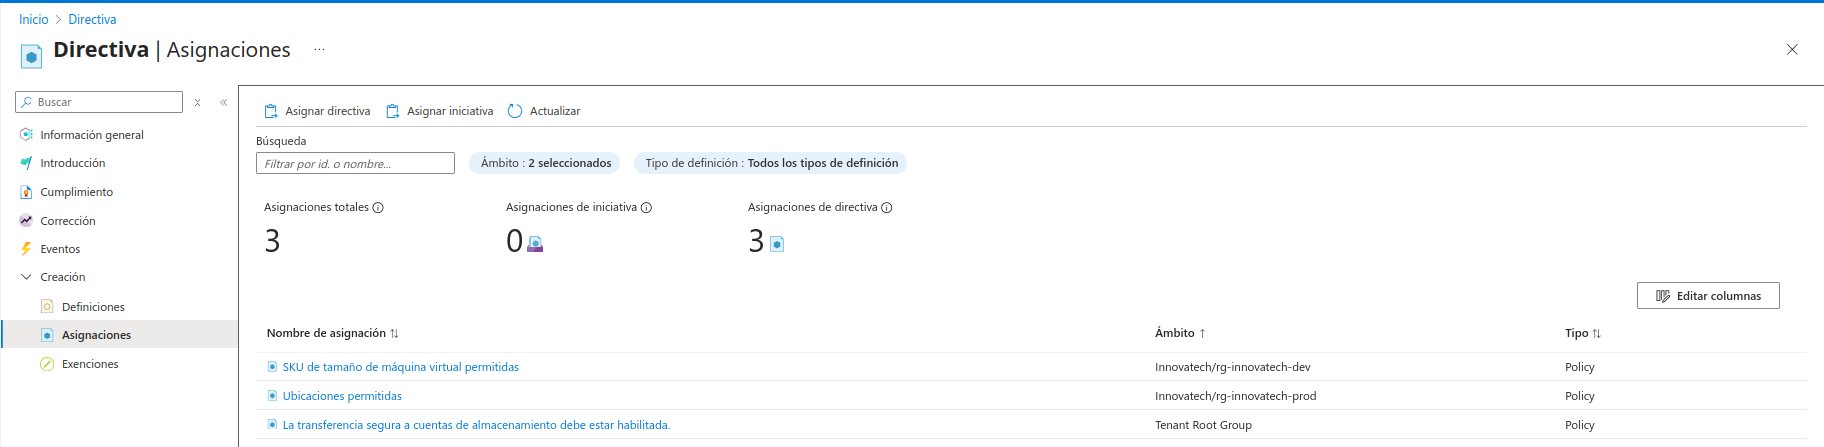 Inicio > Directiva
Directiva | Asignaciones ...
Buscar
Información general
Introducción
Cumplimiento
Corrección
Eventos
Creación
Definiciones
Asignaciones
Exenciones
Asignar directiva Asignar iniciativa Actualizar
Búsqueda
Filtrar por id. o nombre... Ámbito : 2 seleccionados Tipo de definición : Todos los tipos de definición
Asignaciones totales Asignaciones de iniciativa Asignaciones de directiva
3 0 3
Editar columnas
Nombre de asignación Ámbito Tipo
SKU de tamaño de máquina virtual permitidas Innovatech/rg-innovatech-dev Policy
Ubicaciones permitidas Innovatech/rg-innovatech-prod Policy
La transferencia segura a cuentas de almacenamiento debe estar habilitada. Tenant Root Group Policy